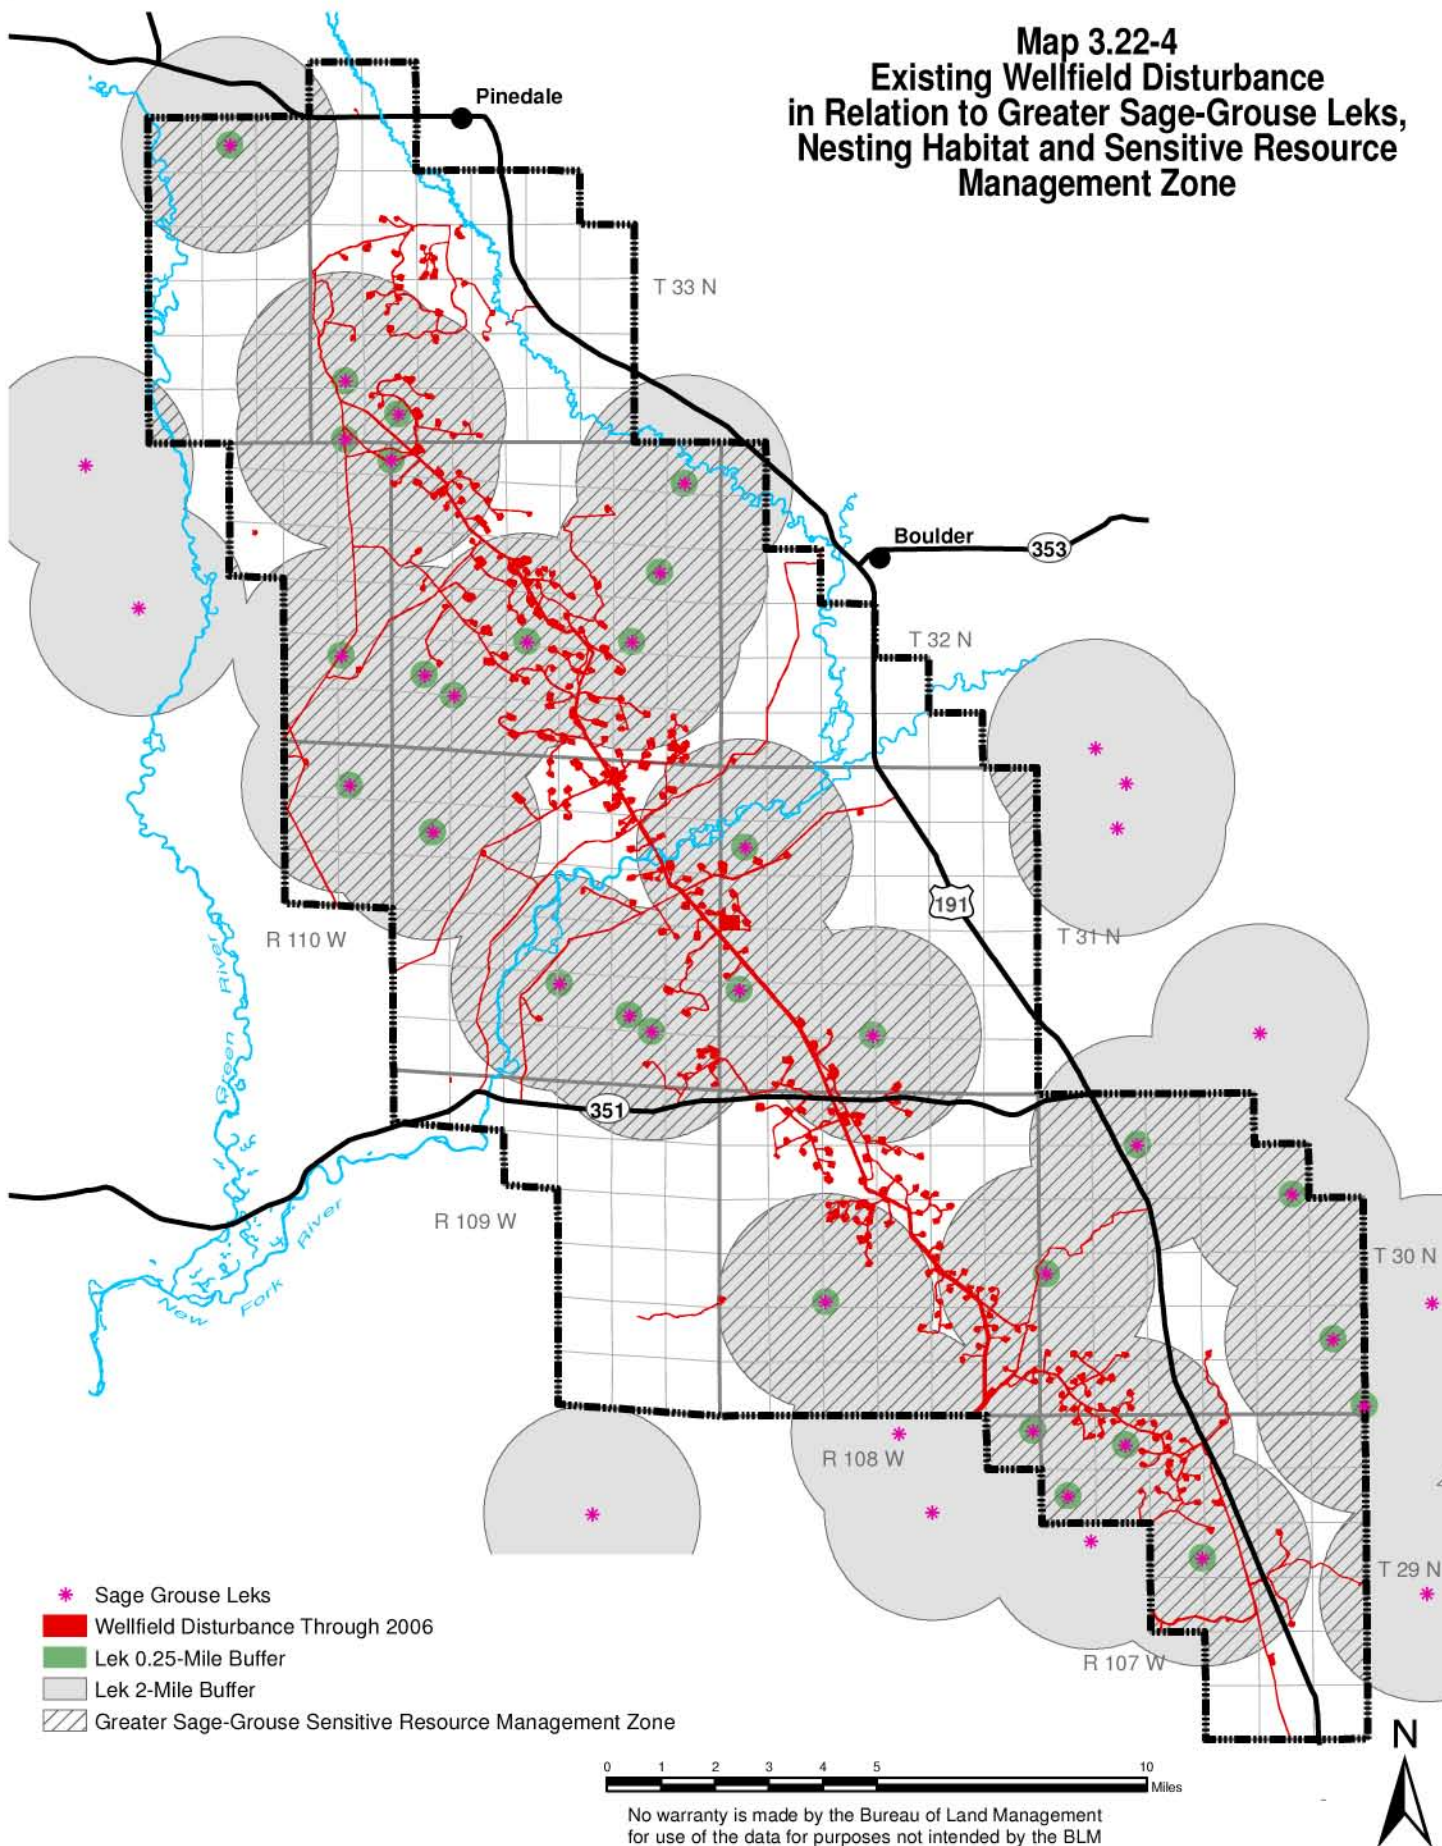 Map 3.22-4
Existing Wellfield Disturbance
in Relation to Greater Sage-Grouse Leks,
Nesting Habitat and Sensitive Resource
Management Zone
Pinedale
T 33 N
Boulder
353
T 32 N
191
R 110 W
T 31 N
Green River
351
R 109 W
New Fork River
T 30 N
R 108 W
T 29 N
R 107 W
Sage Grouse Leks
Wellfield Disturbance Through 2006
Lek 0.25-Mile Buffer
Lek 2-Mile Buffer
Greater Sage-Grouse Sensitive Resource Management Zone
N
0 1 2 3 4 5 10
Miles
No warranty is made by the Bureau of Land Management
for use of the data for purposes not intended by the BLM